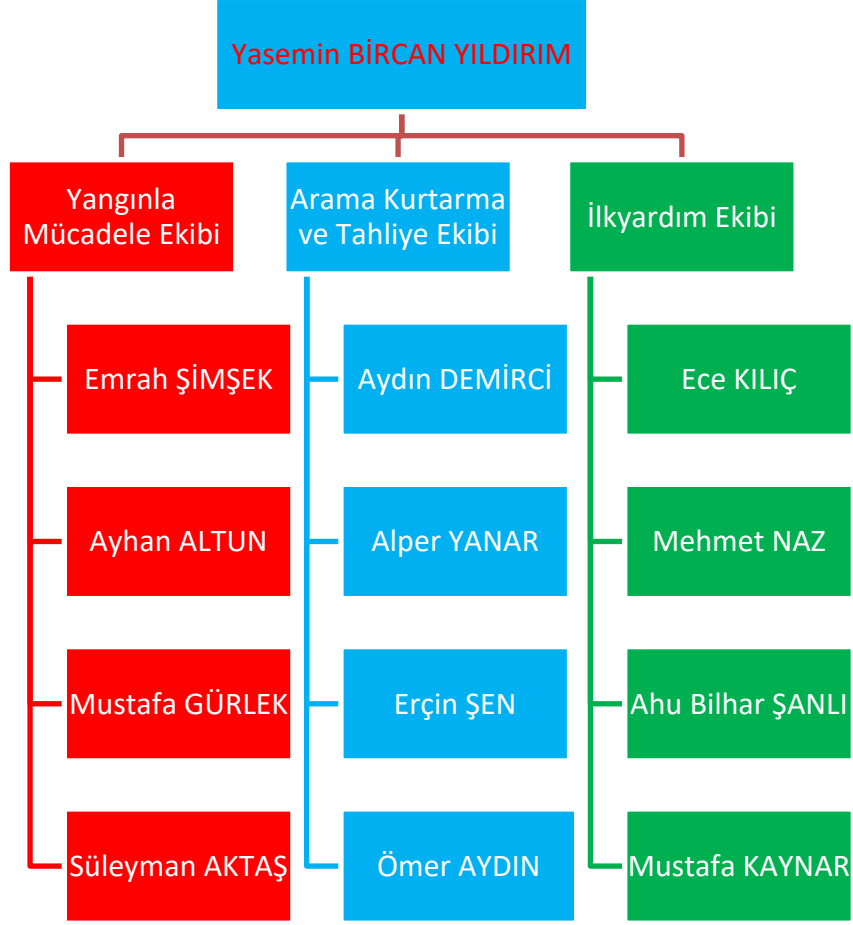 Yasemin BİRCAN YILDIRIM
Yangınla
Mücadele Ekibi
Emrah ŞİMŞEK
Ayhan ALTUN
Mustafa GÜRLEK
Süleyman AKTAŞ
Arama Kurtarma
ve Tahliye Ekibi
Aydın DEMİRCİ
Alper YANAR
Erçin ŞEN
Ömer AYDIN
İlkyardım Ekibi
Ece KILIÇ
Mehmet NAZ
Ahu Bilhar ŞANLI
Mustafa KAYNAR